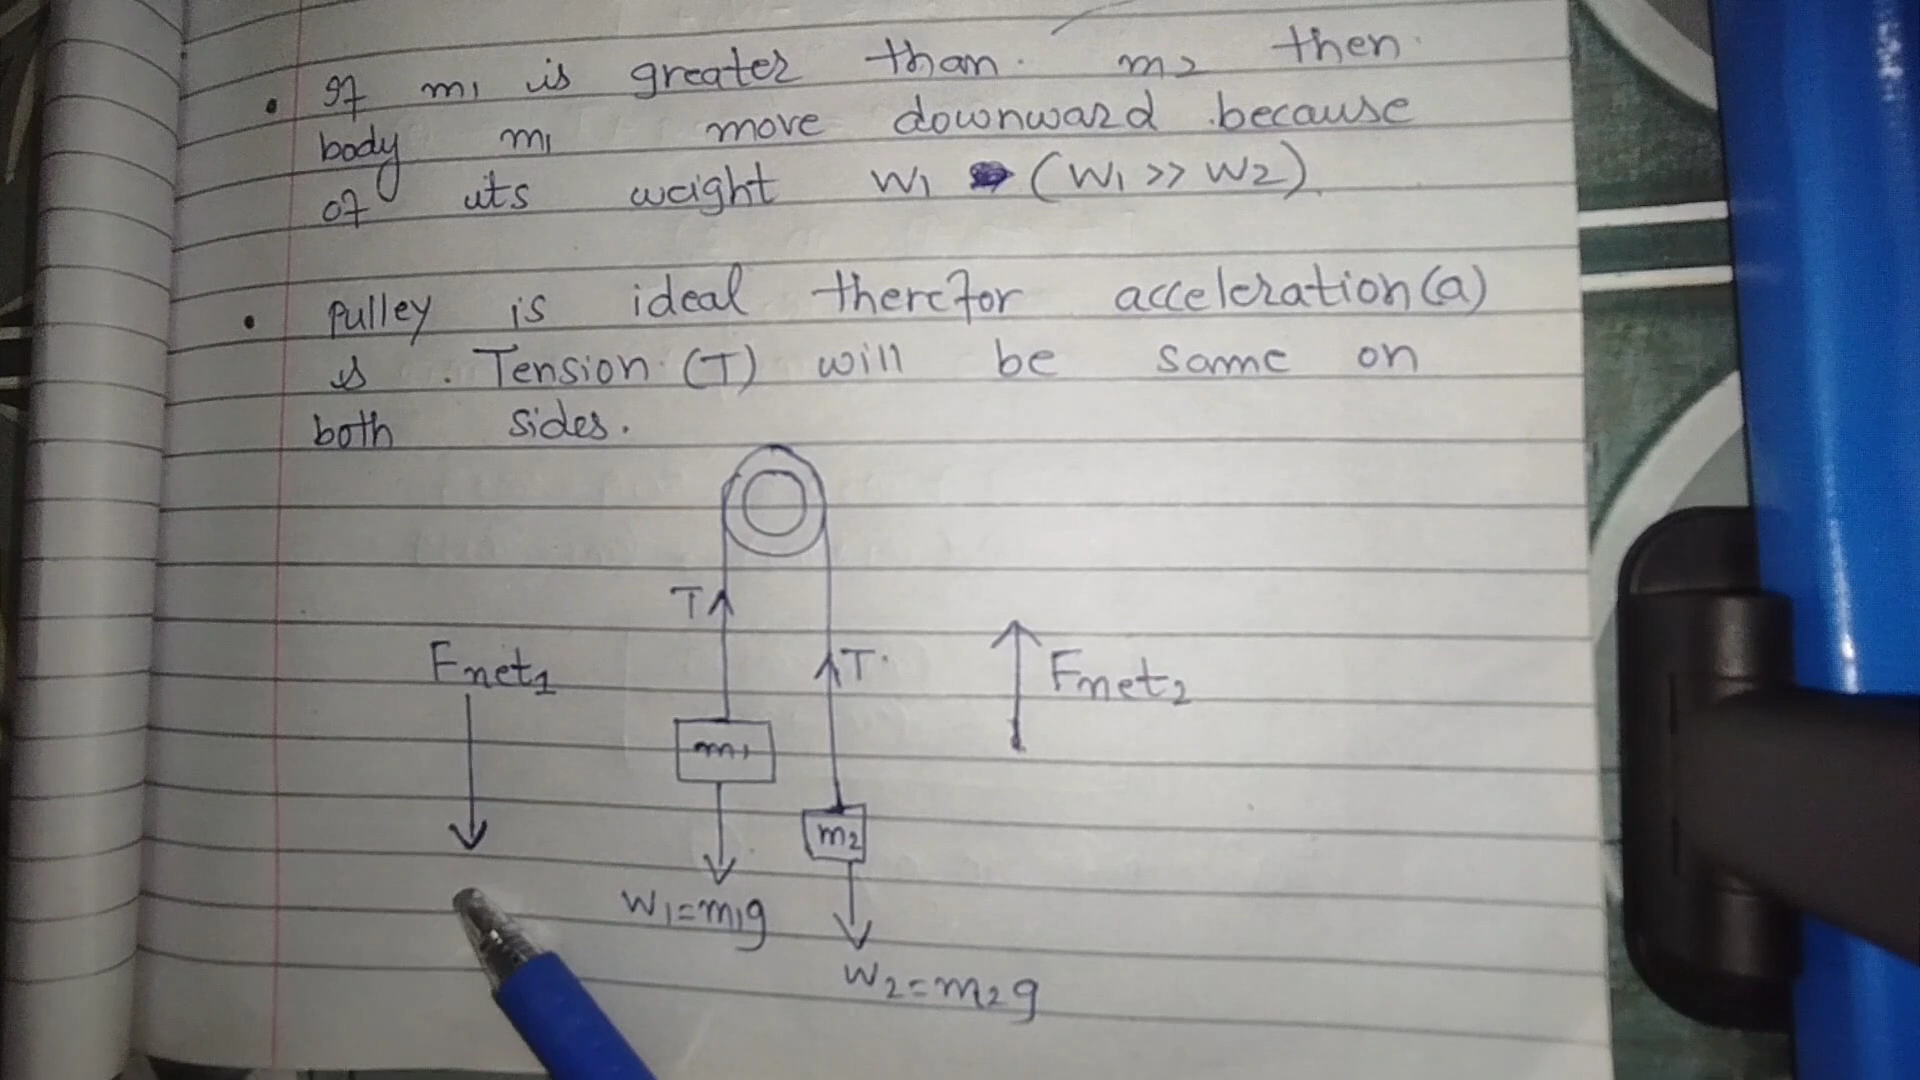 • If m1 is greater than m2 then
body m1 move downward because
of its weight W1 (W1 >> W2).
• Pulley is ideal therefor acceleration(a)
is . Tension (T) will be same on
both sides.
T
Fnet1
T
Fnet2
m1
m2
W1=m1g
W2=m2g